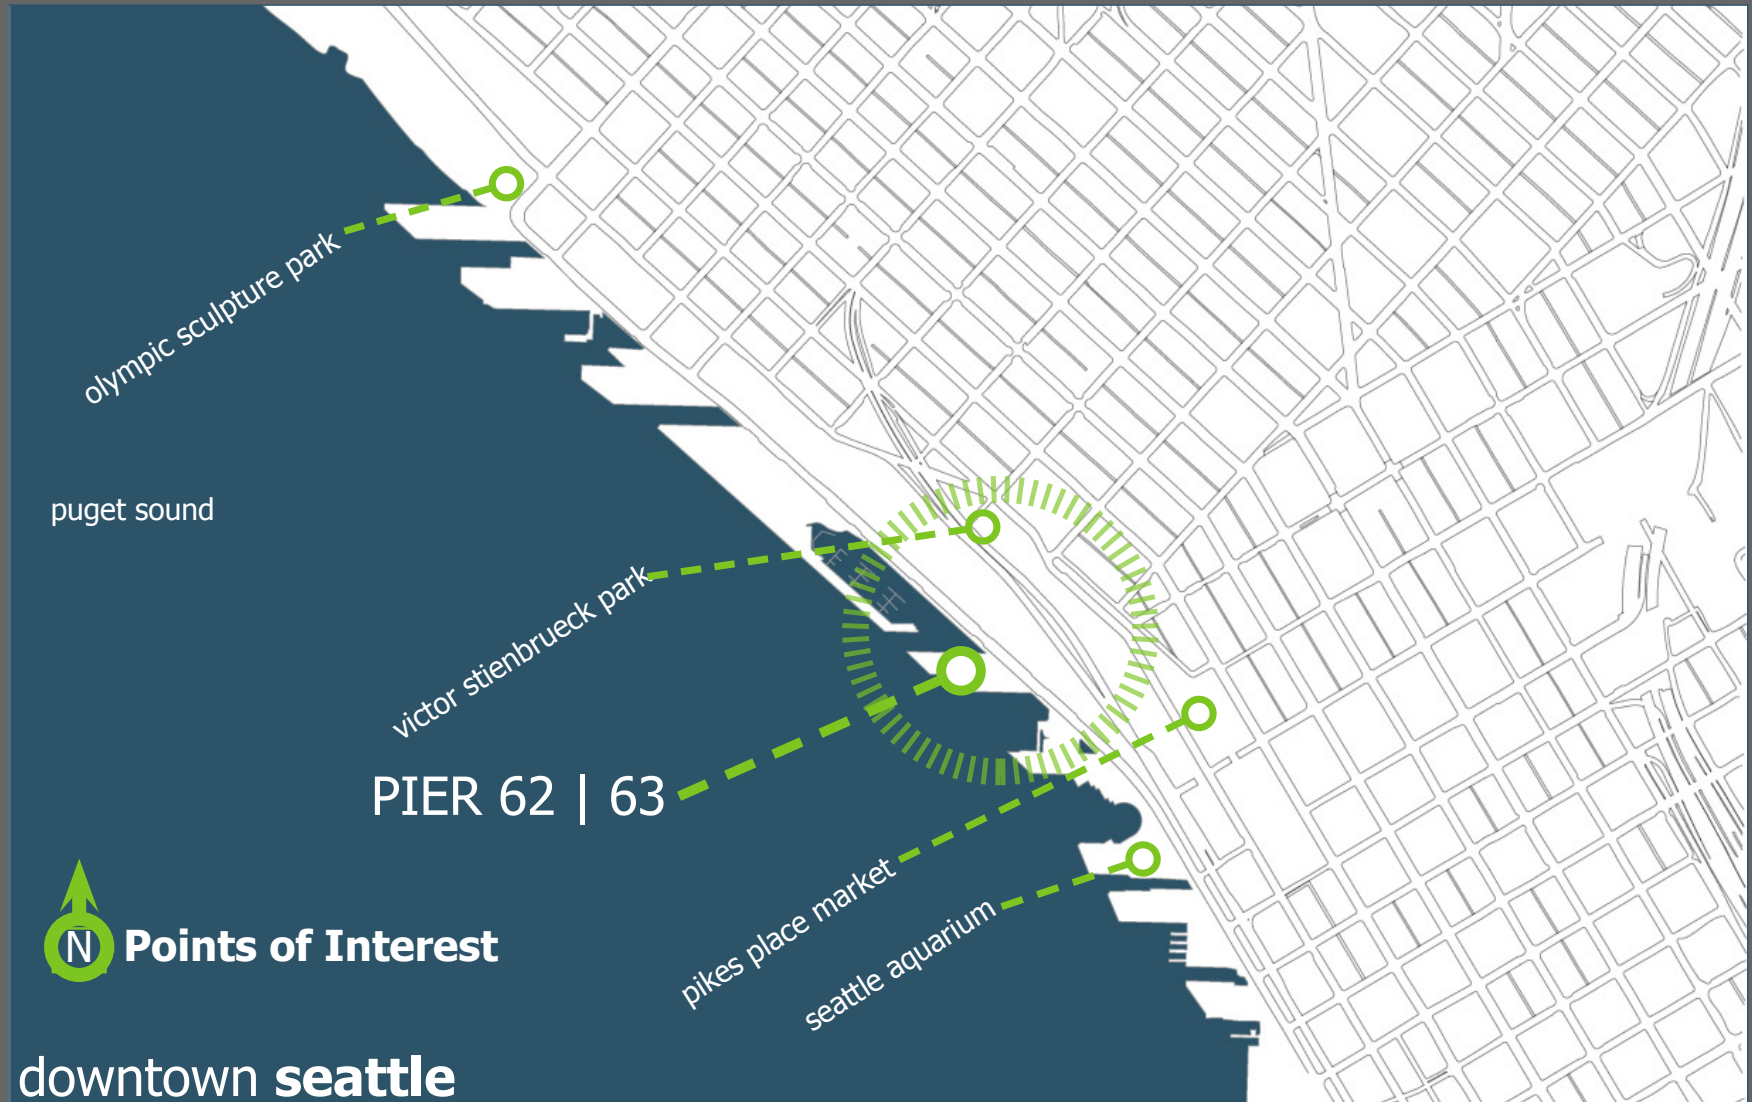 olympic sculpture park
puget sound
victor stienbrueck park
PIER 62 | 63
pikes place market
seattle aquarium
N Points of Interest
downtown seattle